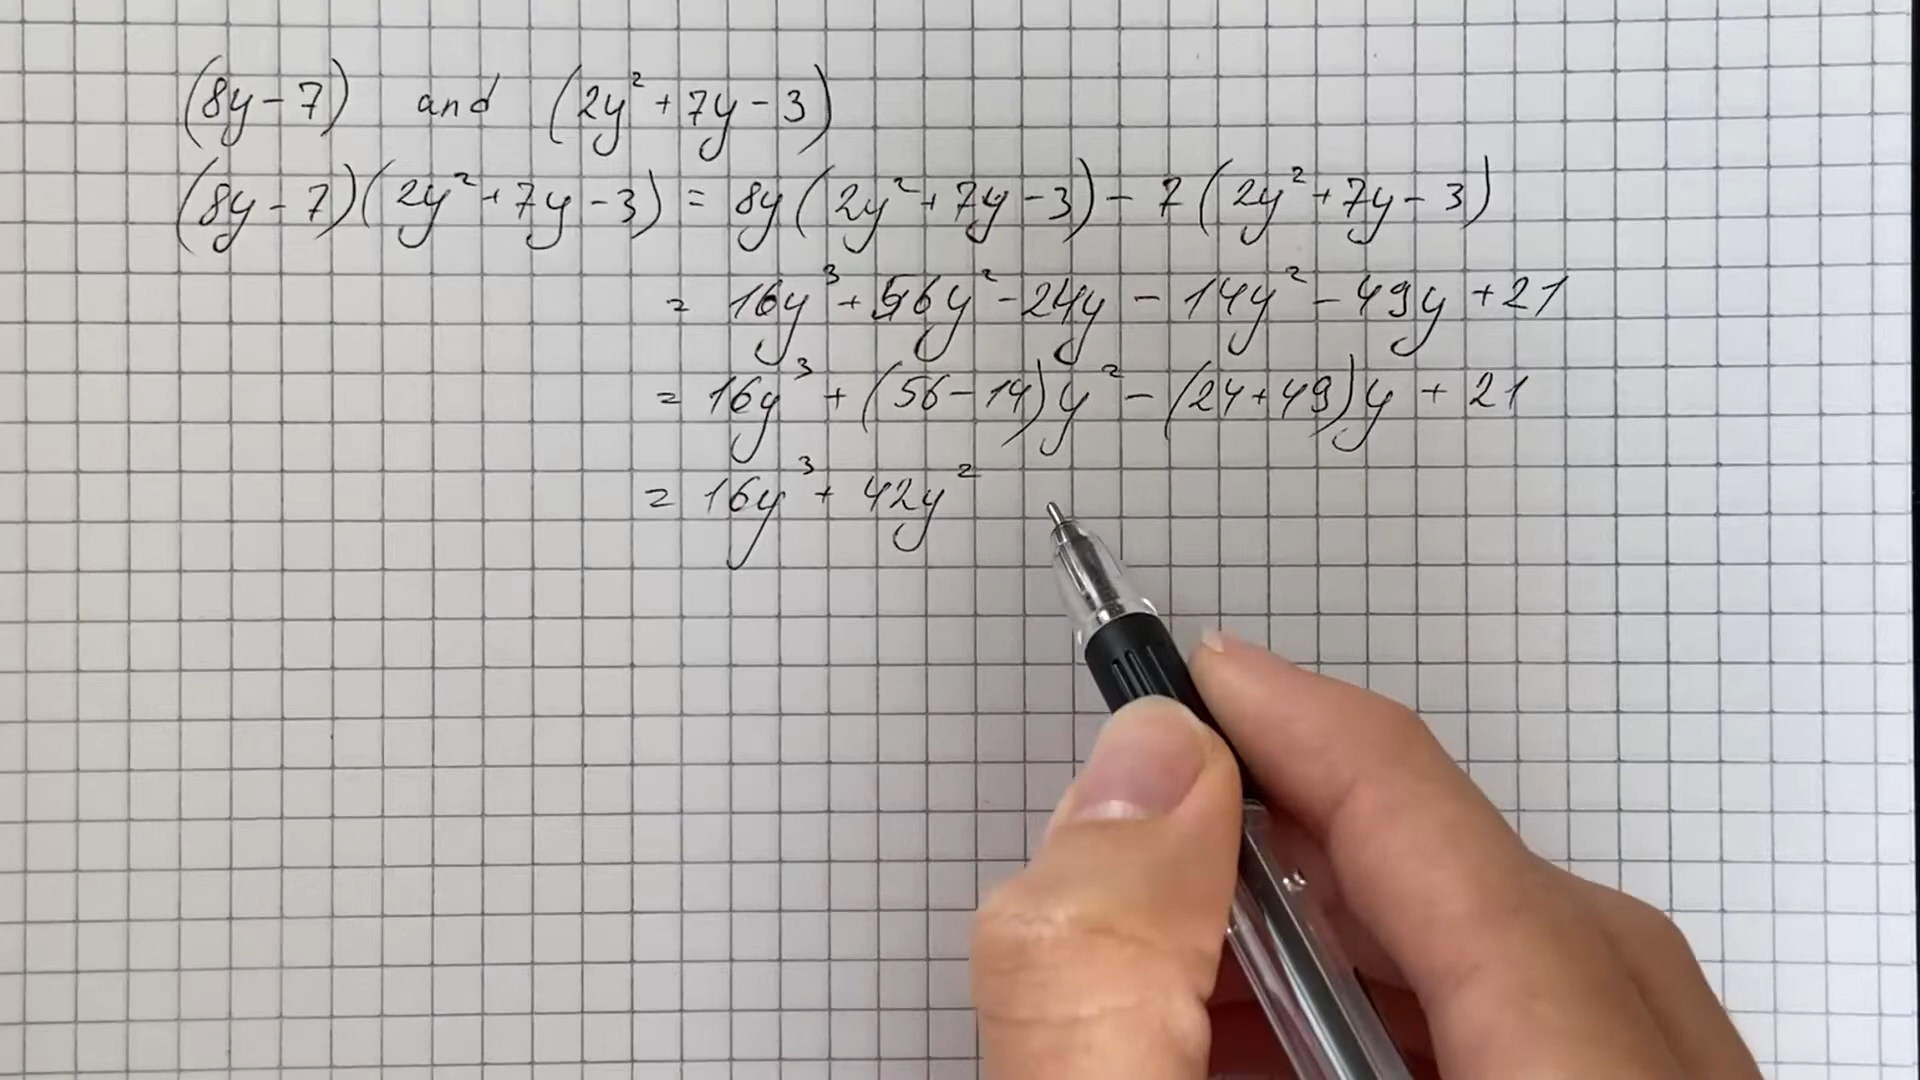 (8y - 7) and (2y² + 7y - 3)
(8y - 7)(2y² + 7y - 3) = 8y(2y² + 7y - 3) - 7(2y² + 7y - 3)
= 16y³ + 56y² - 24y - 14y² - 49y + 21
= 16y³ + (56 - 14)y² - (24 + 49)y + 21
= 16y³ + 42y²